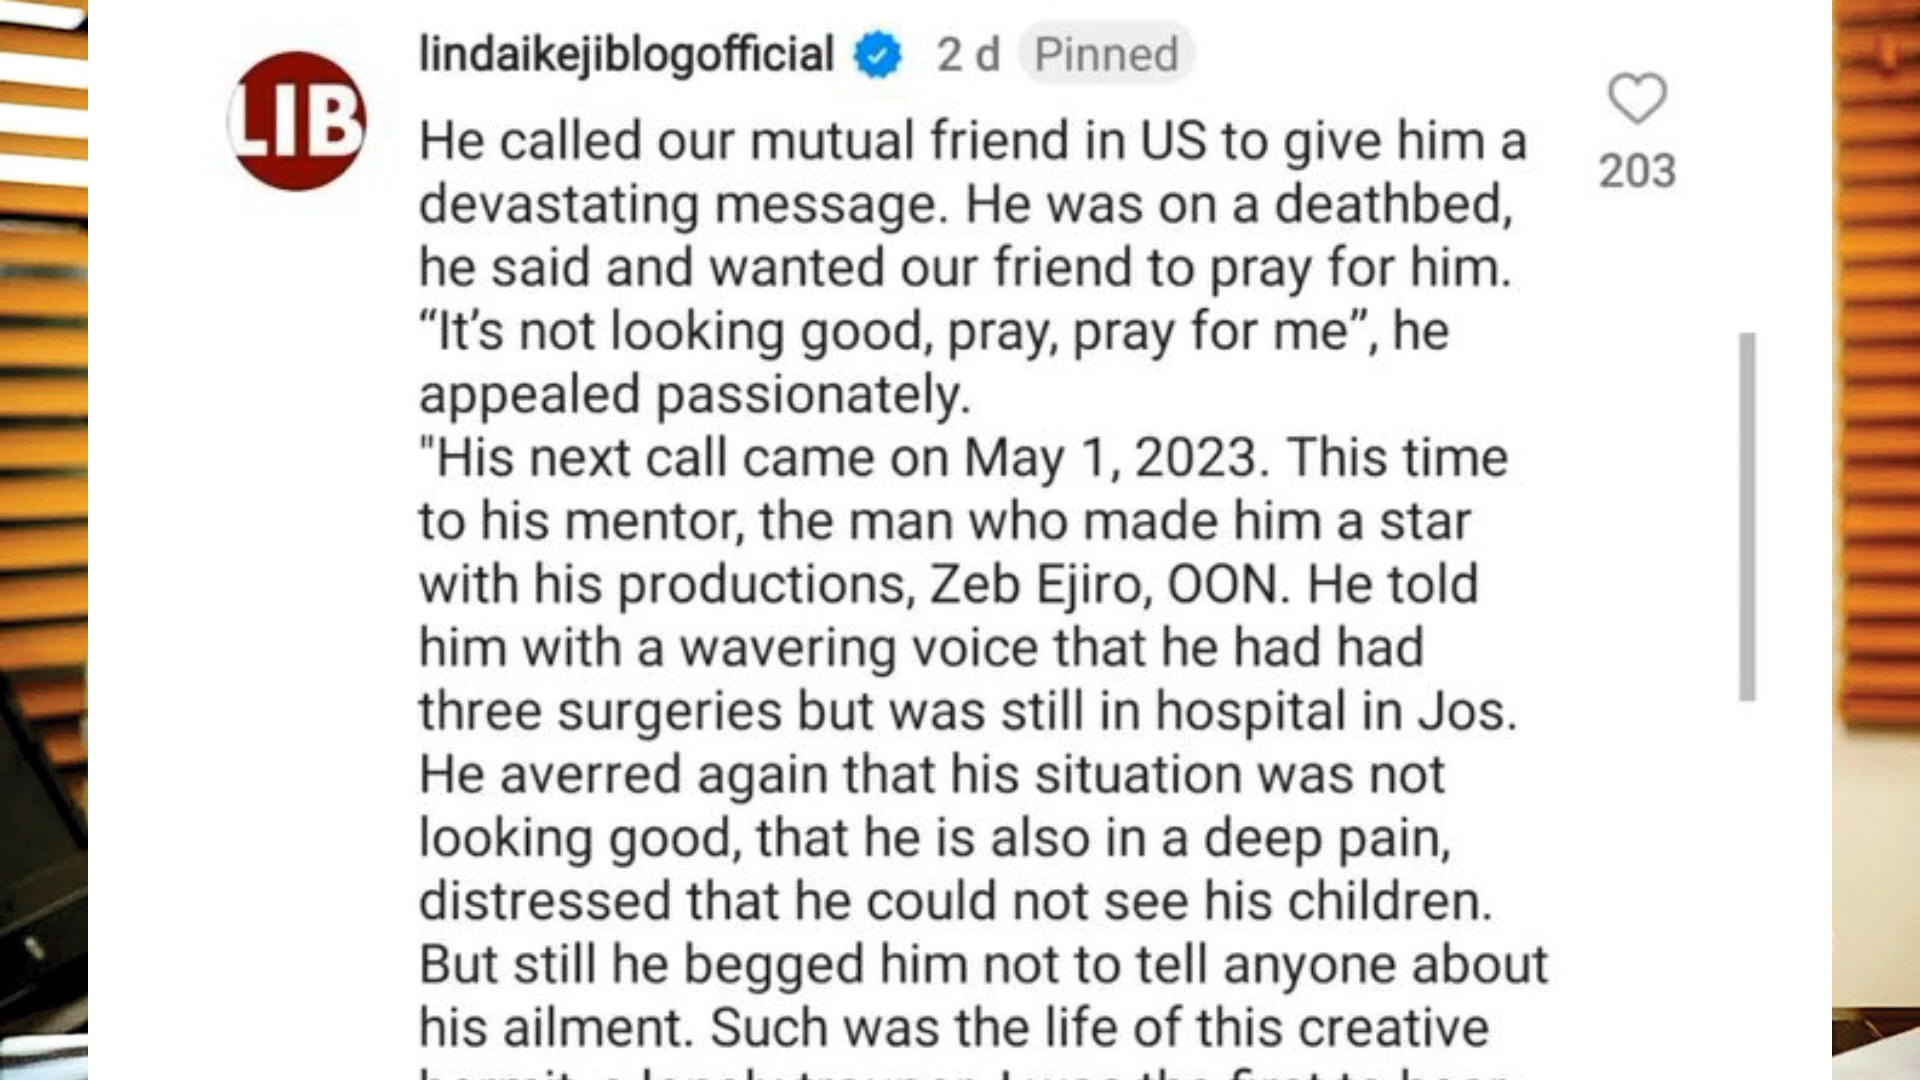 lindaikejiblogofficial 2 d Pinned
LIB
203
He called our mutual friend in US to give him a
devastating message. He was on a deathbed,
he said and wanted our friend to pray for him.
“It’s not looking good, pray, pray for me”, he
appealed passionately.
"His next call came on May 1, 2023. This time
to his mentor, the man who made him a star
with his productions, Zeb Ejiro, OON. He told
him with a wavering voice that he had had
three surgeries but was still in hospital in Jos.
He averred again that his situation was not
looking good, that he is also in a deep pain,
distressed that he could not see his children.
But still he begged him not to tell anyone about
his ailment. Such was the life of this creative